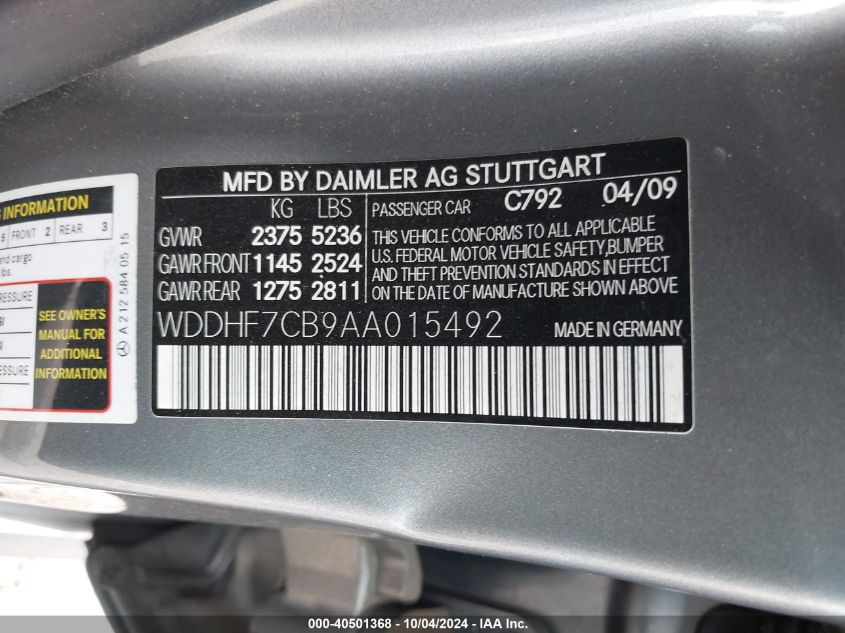 MFD BY DAIMLER AG STUTTGART
KG LBS
GVWR 2375 5236
GAWR FRONT 1145 2524
GAWR REAR 1275 2811
PASSENGER CAR C792 04/09
THIS VEHICLE CONFORMS TO ALL APPLICABLE
U.S. FEDERAL MOTOR VEHICLE SAFETY, BUMPER
AND THEFT PREVENTION STANDARDS IN EFFECT
ON THE DATE OF MANUFACTURE SHOWN ABOVE
WDDHF7CB9AA015492 MADE IN GERMANY
INFORMATION
FRONT 2 REAR 3
and cargo
lbs.
SEE OWNER'S
MANUAL FOR
ADDITIONAL
INFORMATION
A 212 584 05 15
000-40501368 - 10/04/2024 - IAA Inc.